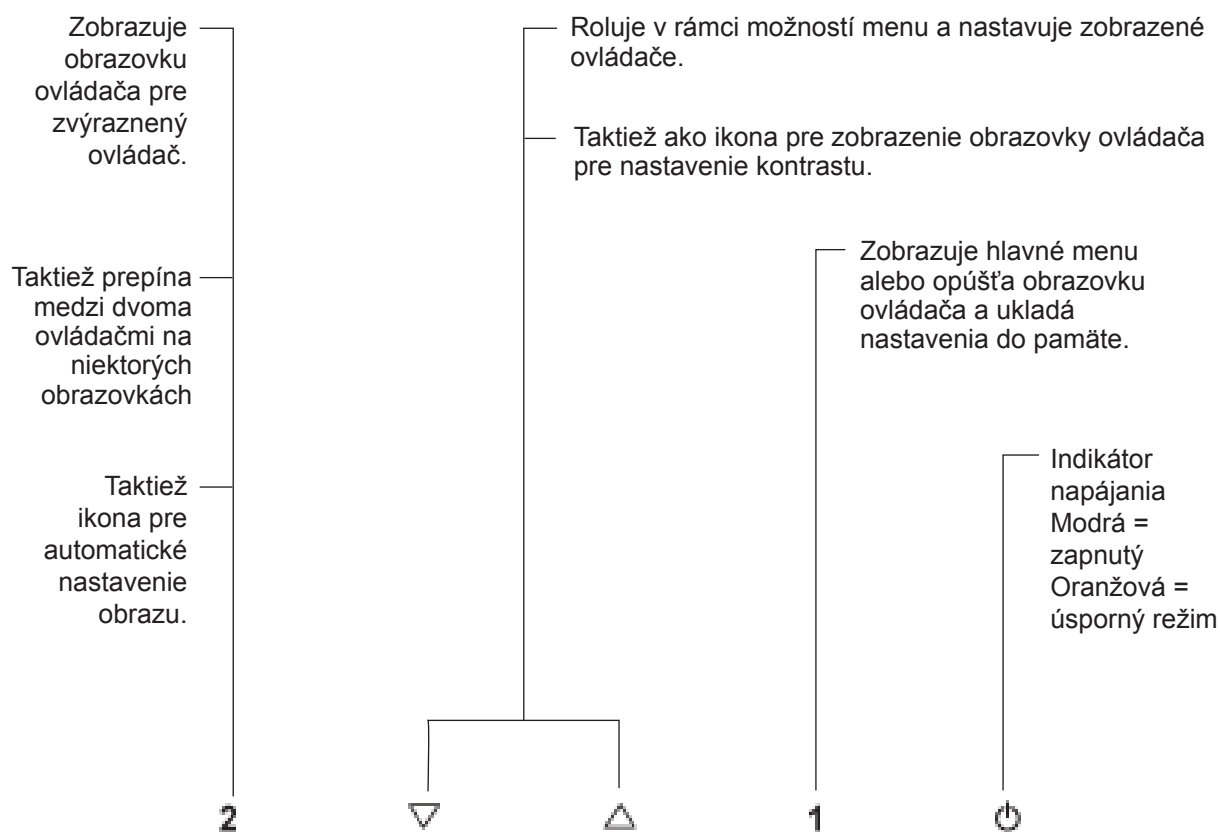 Zobrazuje
obrazovku
ovládača pre
zvýraznený
ovládač.
Taktiež prepína
medzi dvoma
ovládačmi na
niektorých
obrazovkách
Taktiež
ikona pre
automatické
nastavenie
obrazu.
Roluje v rámci možností menu a nastavuje zobrazené
ovládače.
Taktiež ako ikona pre zobrazenie obrazovky ovládača
pre nastavenie kontrastu.
Zobrazuje hlavné menu
alebo opúšťa obrazovku
ovládača a ukladá
nastavenia do pamäte.
Indikátor
napájania
Modrá =
zapnutý
Oranžová =
úsporný režim
2
1